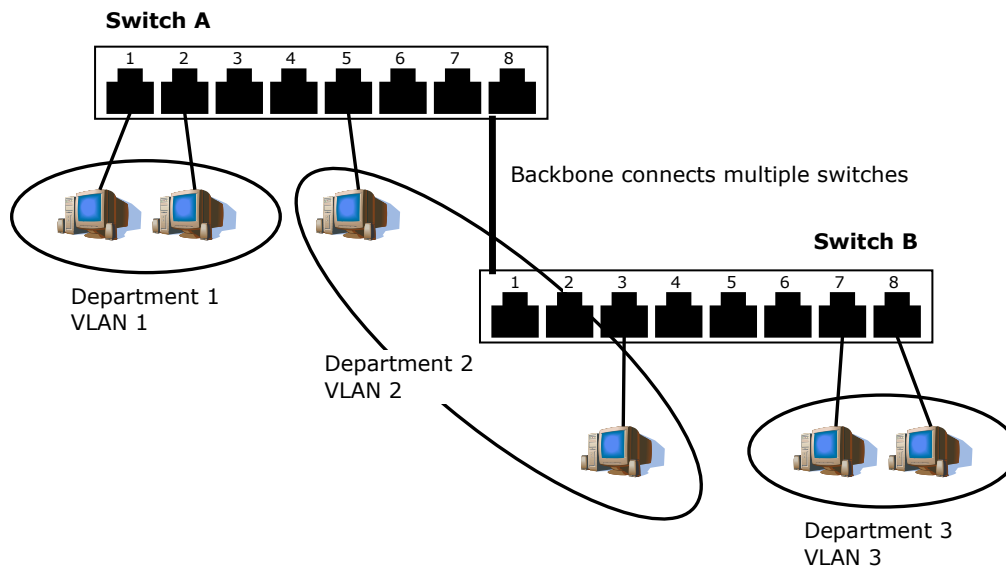 Switch A
1 2 3 4 5 6 7 8
Backbone connects multiple switches
Switch B
1 2 3 4 5 6 7 8
Department 1
VLAN 1
Department 2
VLAN 2
Department 3
VLAN 3